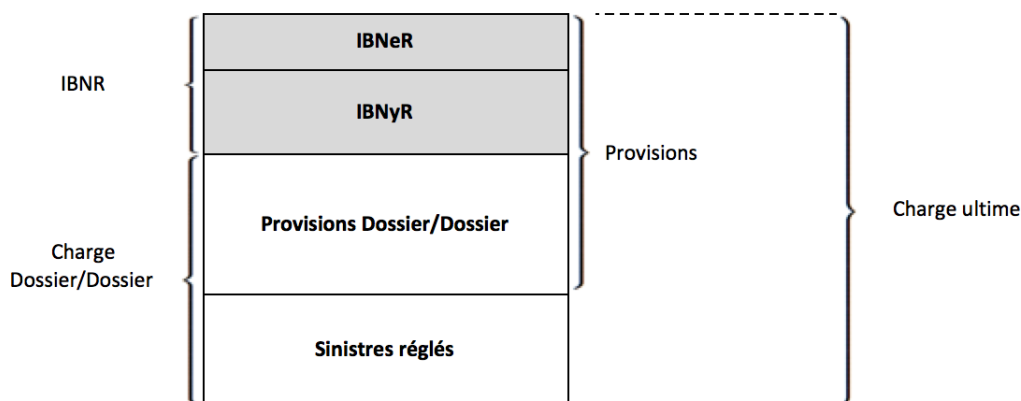 IBNeR
IBNR
IBNyR
Provisions
Provisions Dossier/Dossier
Charge ultime
Charge
Dossier/Dossier
Sinistres réglés